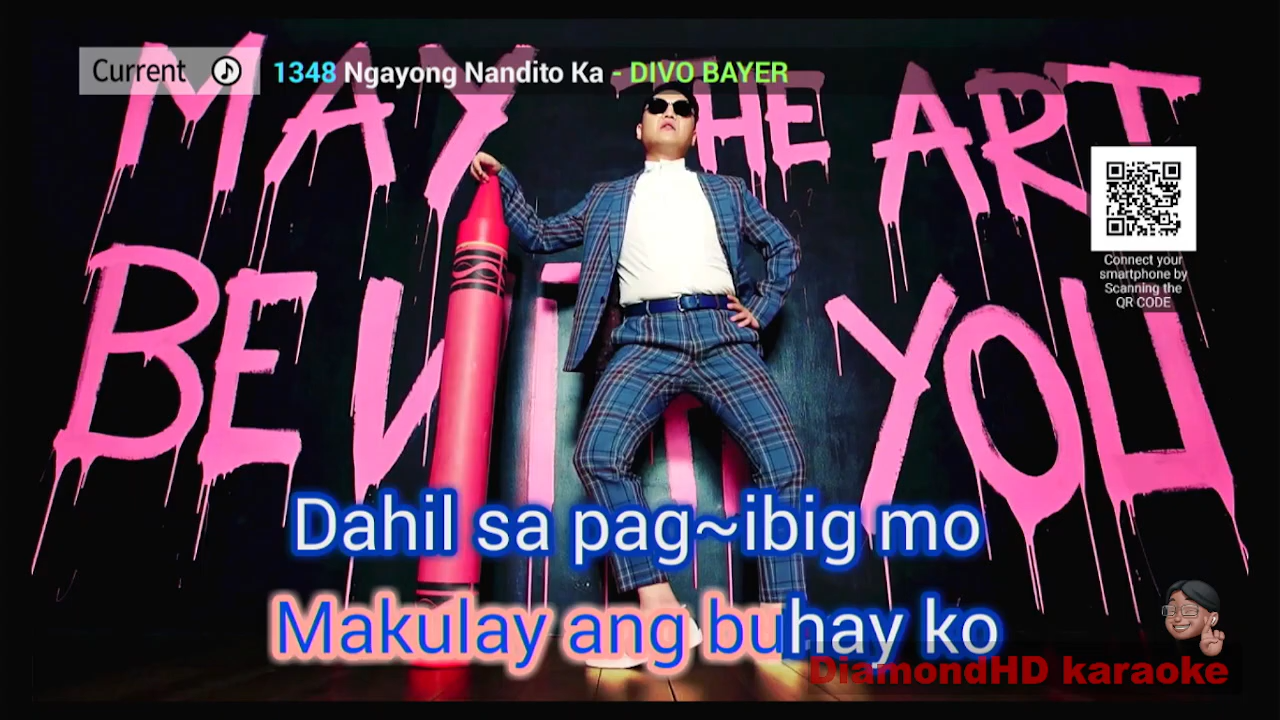 Current 1348 Ngayong Nandito Ka - DIVO BAYER
MAY THE ART
BE WITH YOU
Connect your
smartphone by
Scanning the
QR CODE
Dahil sa pag~ibig mo
Makulay ang buhay ko
DiamondHD karaoke